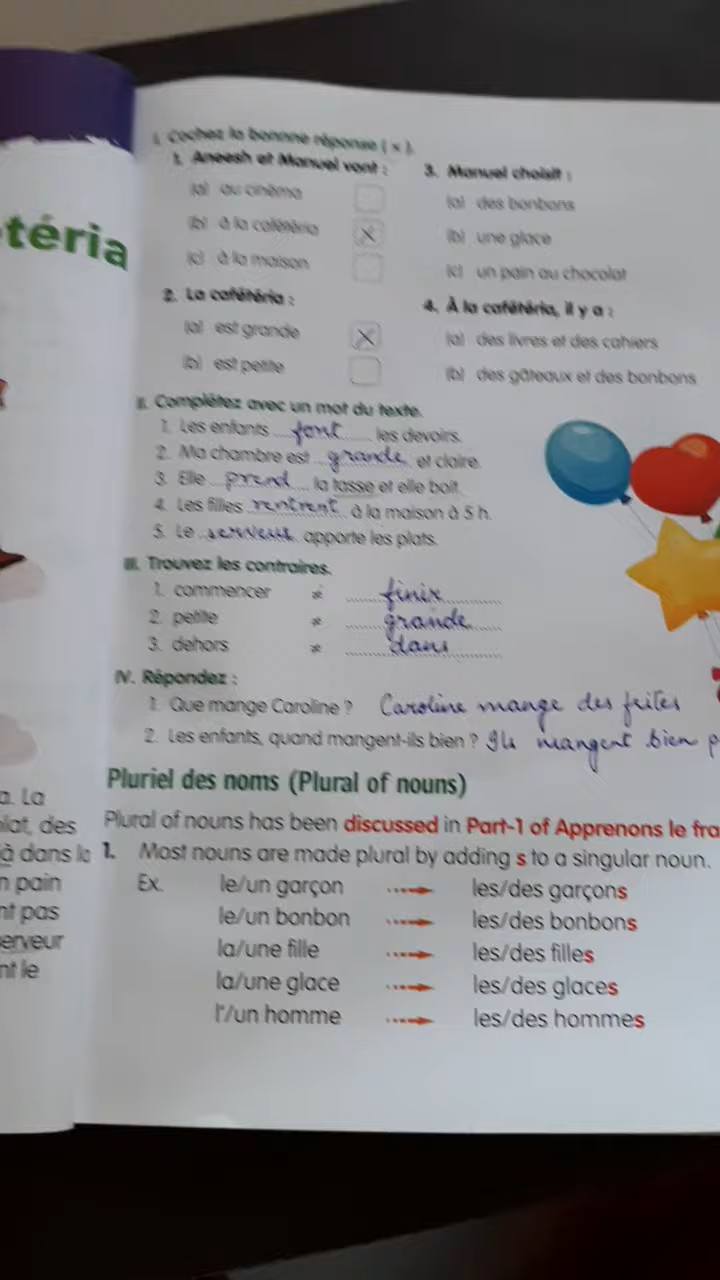 téria
I. Cochez la bonnne réponse ( × ).
1. Aneesh et Manuel vont :
(a) au cinéma
(b) à la cafétéria ×
(c) à la maison
2. La cafétéria :
(a) est grande ×
(b) est petite
3. Manuel choisit :
(a) des bonbons
(b) une glace
(c) un pain au chocolat
4. À la cafétéria, il y a :
(a) des livres et des cahiers
(b) des gâteaux et des bonbons
II. Complétez avec un mot du texte.
1. Les enfants ...font... les devoirs.
2. Ma chambre est ..grande.. et claire.
3. Elle ..prend... la tasse et elle boit.
4. Les filles ..rentrent.. à la maison à 5 h.
5. Le ..serveur.. apporte les plats.
III. Trouvez les contraires.
1. commencer ≠ finir
2. petite ≠ grande
3. dehors ≠ dans
IV. Répondez :
1. Que mange Caroline ? Caroline mange des frites
2. Les enfants, quand mangent-ils bien ? Ils mangent bien p
Pluriel des noms (Plural of nouns)
Plural of nouns has been discussed in Part-1 of Apprenons le fra
1. Most nouns are made plural by adding s to a singular noun.
Ex. le/un garçon les/des garçons
le/un bonbon les/des bonbons
la/une fille les/des filles
la/une glace les/des glaces
l'/un homme les/des hommes
a. La
lat, des
à dans la
n pain
nt pas
erveur
nt le